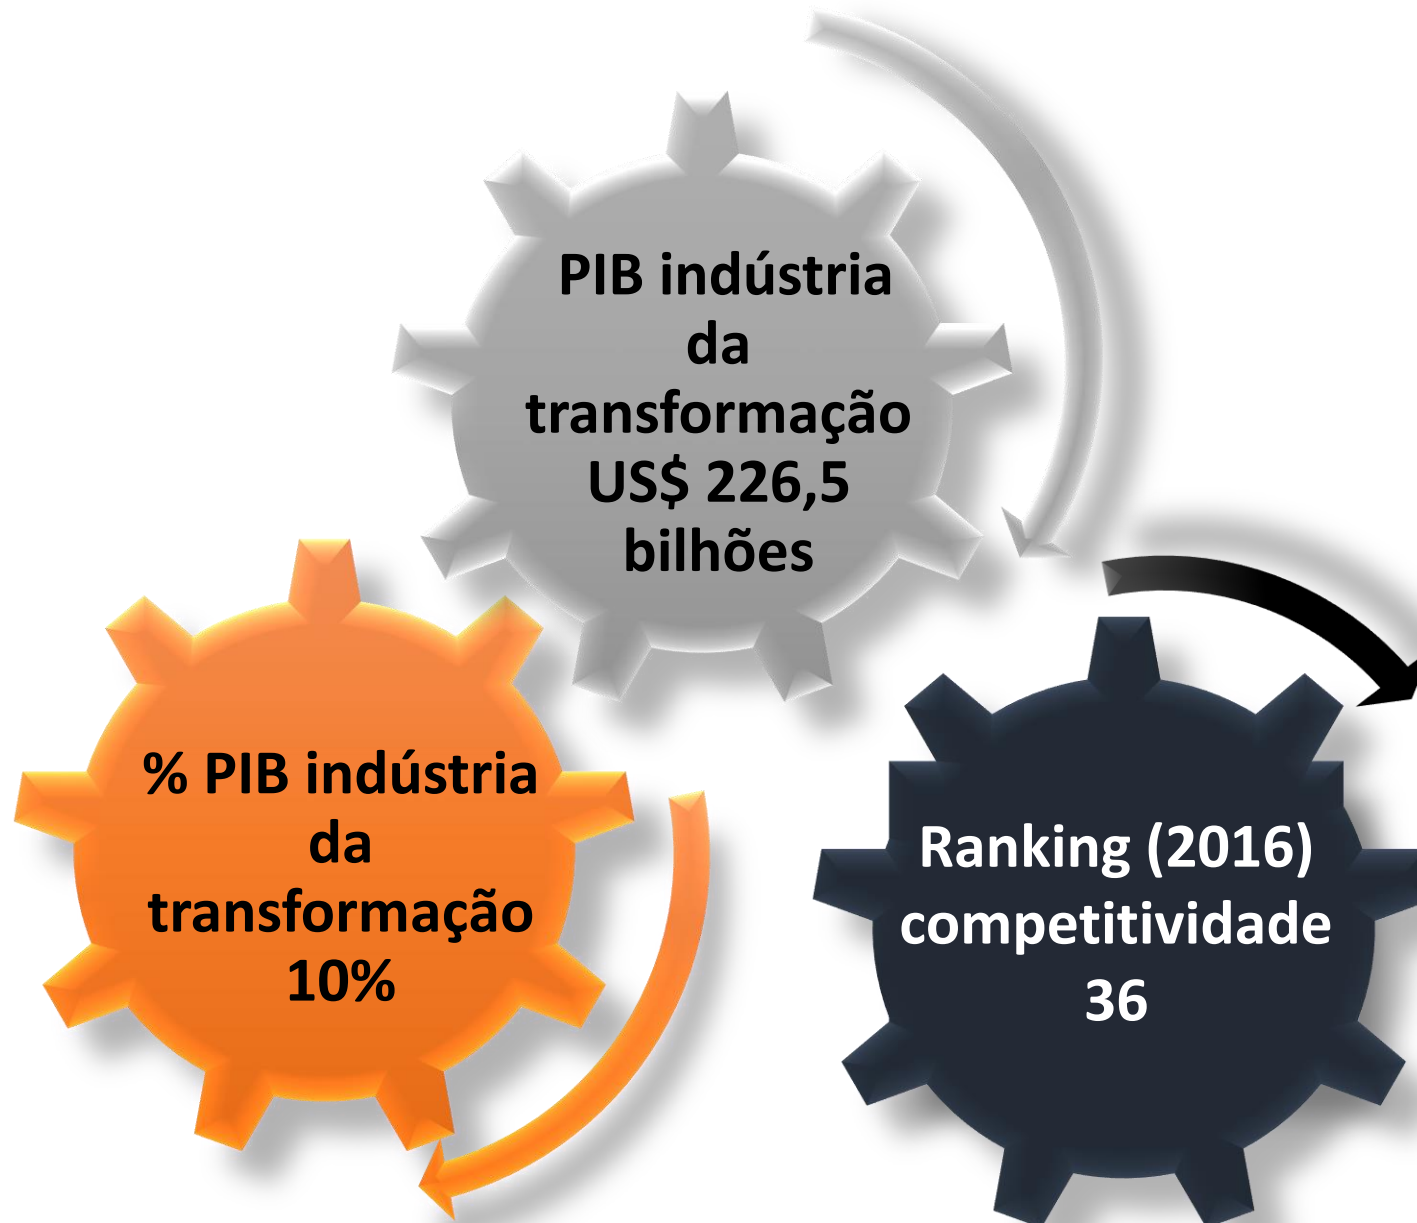 PIB indústria
da
transformação
US$ 226,5
bilhões
% PIB indústria
da
transformação
10%
Ranking (2016)
competitividade
36